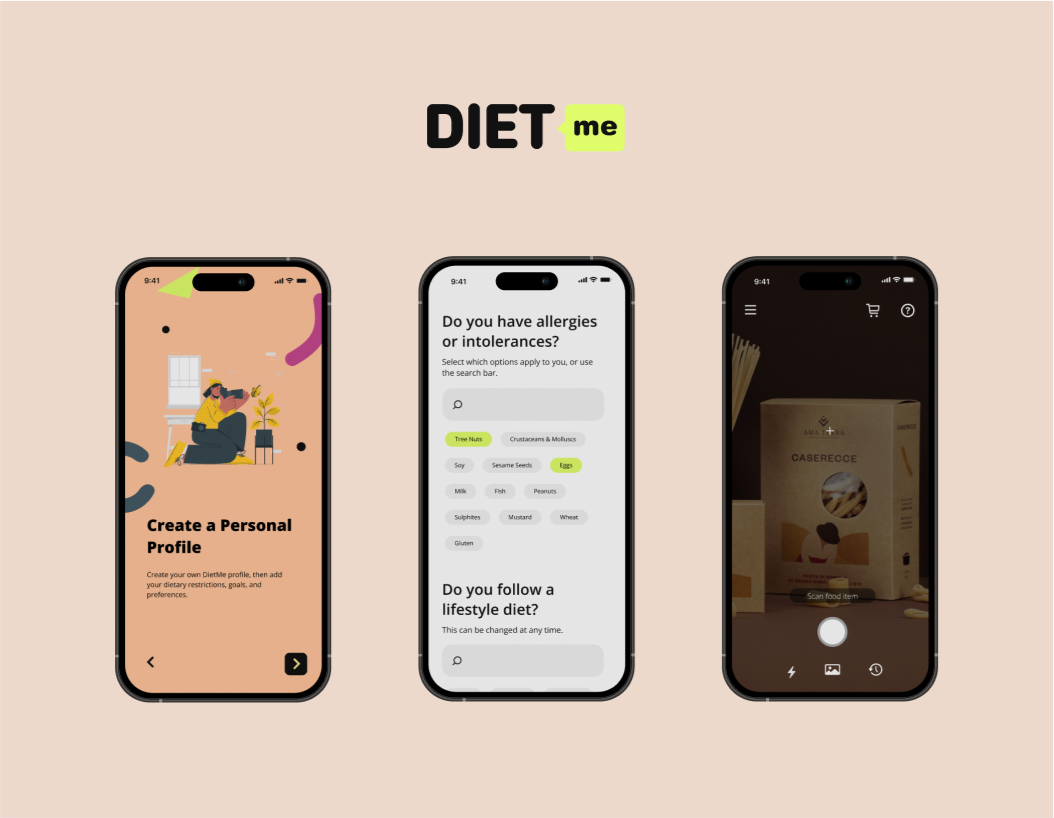 DIET me
9:41
Create a Personal
Profile
Create your own DietMe profile, then add
your dietary restrictions, goals, and
preferences.
9:41
Do you have allergies
or intolerances?
Select which options apply to you, or use
the search bar.
Tree Nuts Crustaceans & Molluscs
Soy Sesame Seeds Eggs
Milk Fish Peanuts
Sulphites Mustard Wheat
Gluten
Do you follow a
lifestyle diet?
This can be changed at any time.
9:41
CASERECCE
CASERECCE
Scan food item